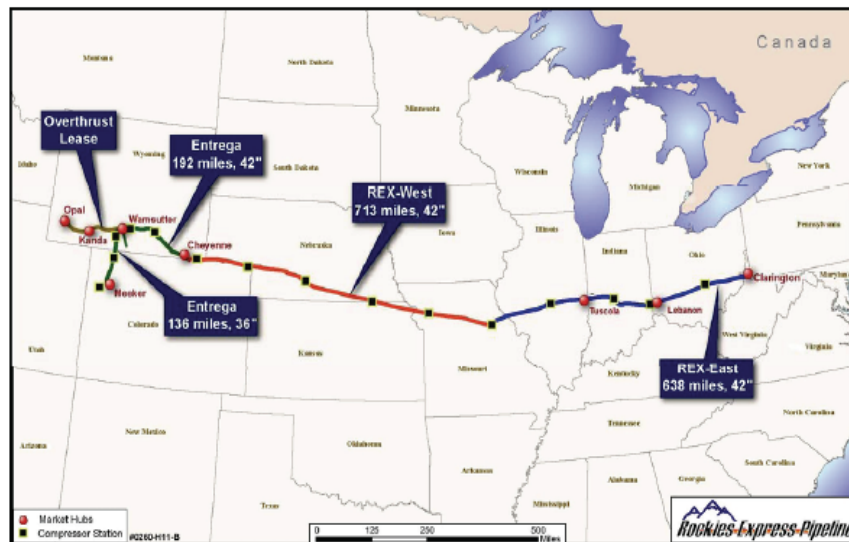 Canada
Montana
North Dakota
Minnesota
Overthrust
Lease
Idaho
Wyoming
Entrega
192 miles, 42"
South Dakota
Wisconsin
Michigan
New York
REX-West
713 miles, 42"
Opal
Kanda
Wamsutter
Cheyenne
Nebraska
Iowa
Illinois
Indiana
Ohio
Pennsylvania
Clarington
Maryland
Meeker
Entrega
136 miles, 36"
Tuscola
Lebanon
Utah
Colorado
Kansas
Missouri
Kentucky
West Virginia
Virginia
REX-East
638 miles, 42"
Arizona
New Mexico
Oklahoma
Tennessee
North Carolina
Arkansas
South Carolina
Texas
Mississippi
Alabama
Georgia
Market Hubs
Compressor Station
#0260-H11-B
0 125 250 500
Miles
Rockies Express Pipeline